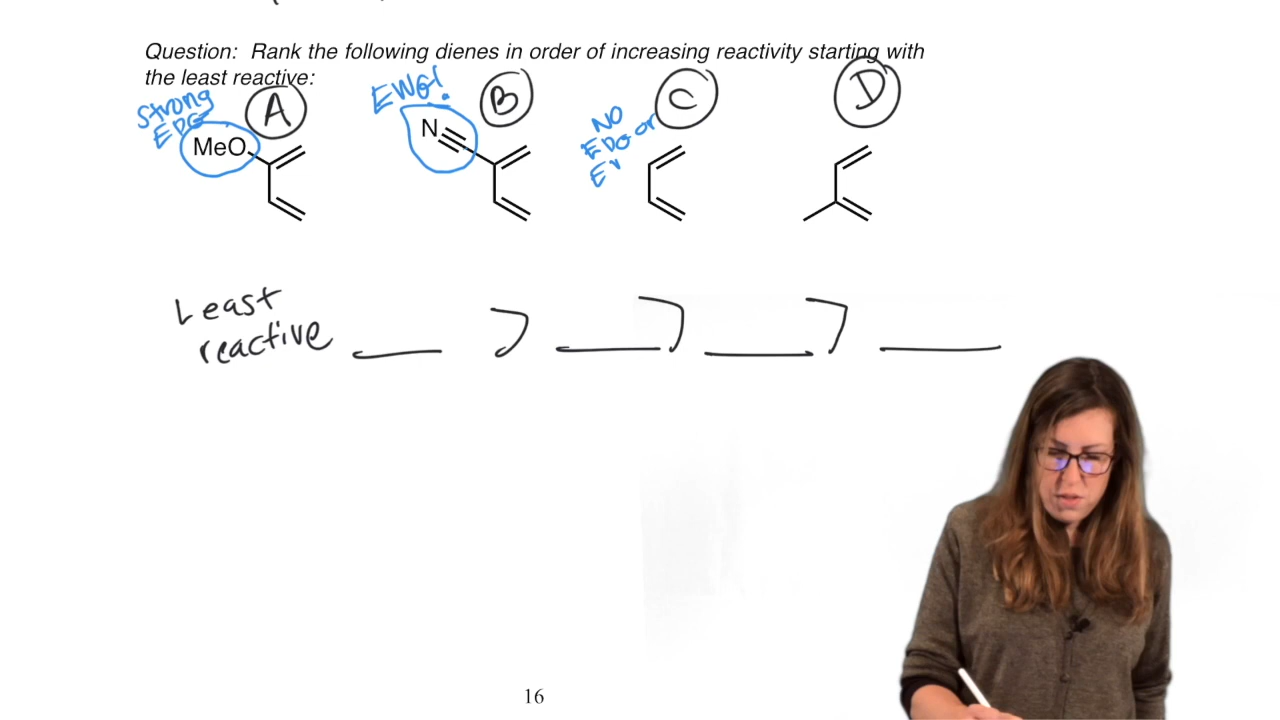 Question: Rank the following dienes in order of increasing reactivity starting with
the least reactive:
Strong
EDG
MeO
A
EWG!
N
B
NO
EDG or
C
D
Least
reactive
16